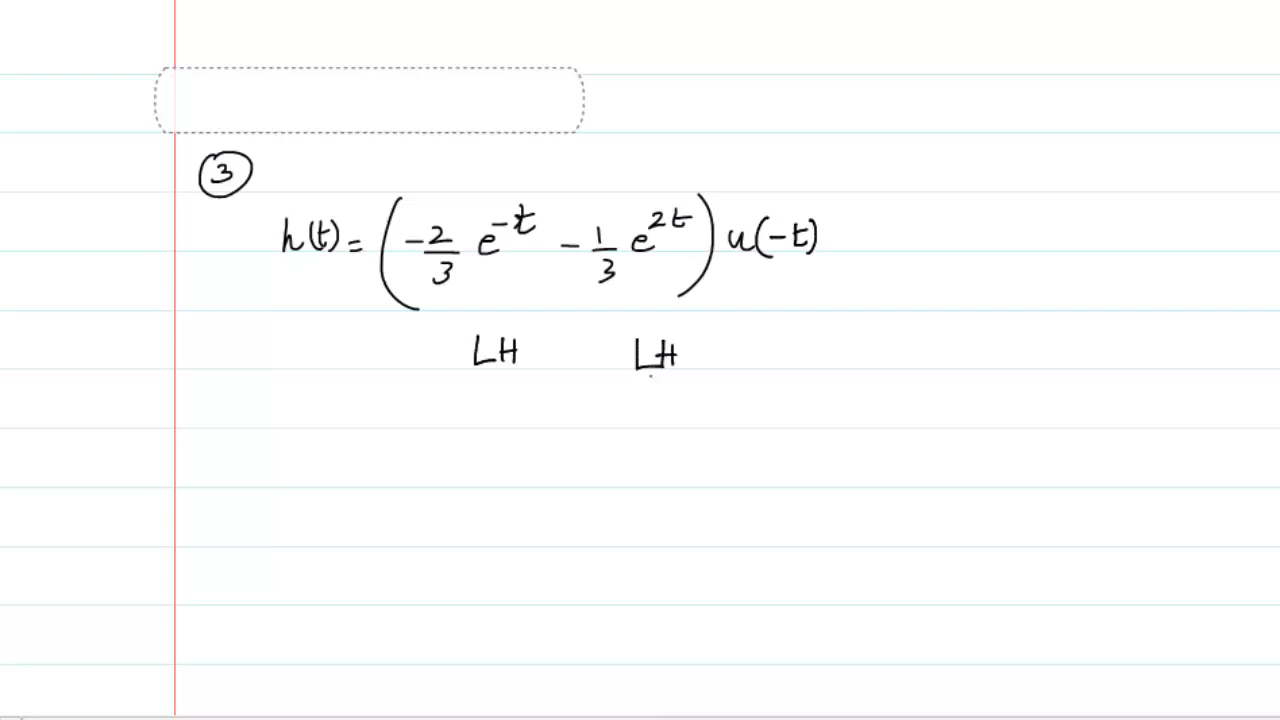 ③
h(t) = (-2/3 e^{-t} - 1/3 e^{2t}) u(-t)
LH LH